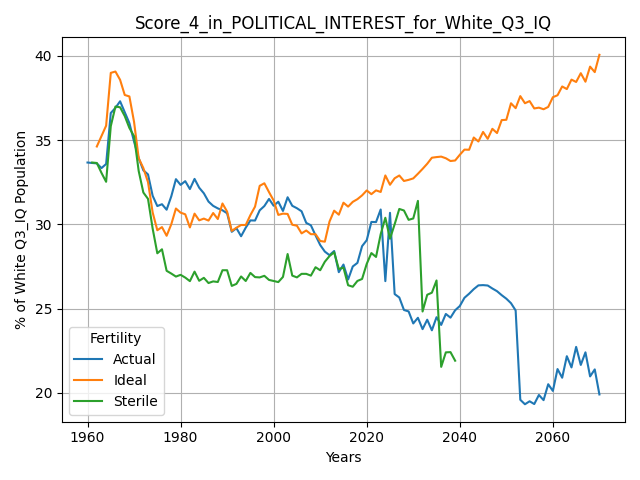 Score_4_in_POLITICAL_INTEREST_for_White_Q3_IQ
% of White Q3_IQ Population
40
35
30
25
20
Fertility
Actual
Ideal
Sterile
1960 1980 2000 2020 2040 2060
Years